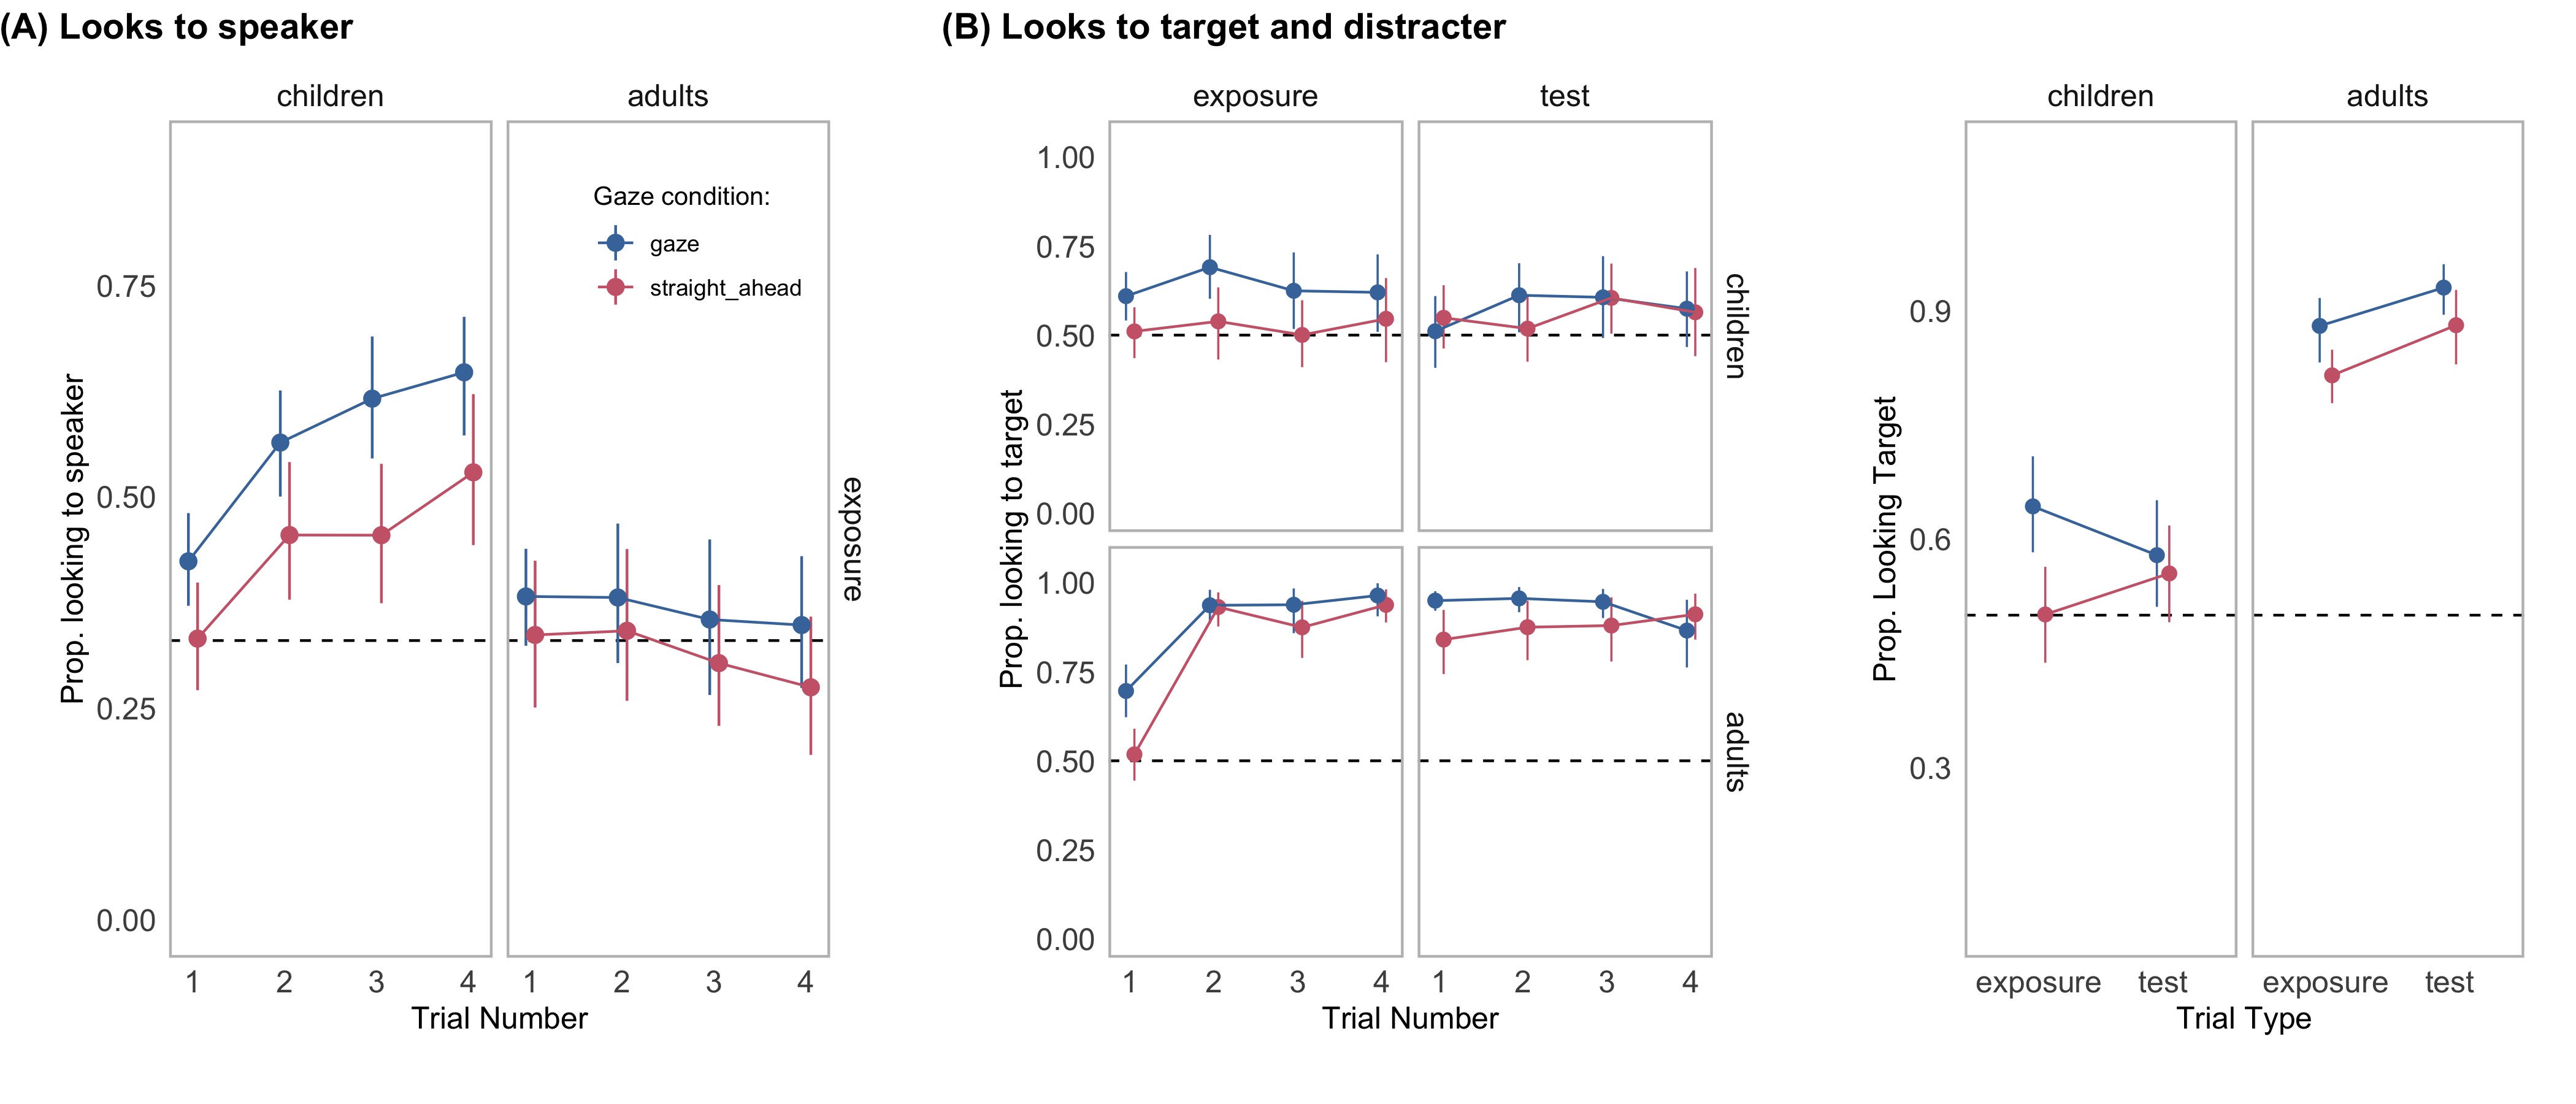 (A) Looks to speaker
children
adults
Gaze condition:
gaze
straight_ahead
0.75
0.50
0.25
0.00
Prop. looking to speaker
exposure
1 2 3 4
1 2 3 4
Trial Number
(B) Looks to target and distracter
exposure
test
1.00
0.75
0.50
0.25
0.00
children
1.00
0.75
0.50
0.25
0.00
adults
Prop. looking to target
1 2 3 4
1 2 3 4
Trial Number
children
adults
0.9
0.6
0.3
Prop. Looking Target
exposure test
exposure test
Trial Type